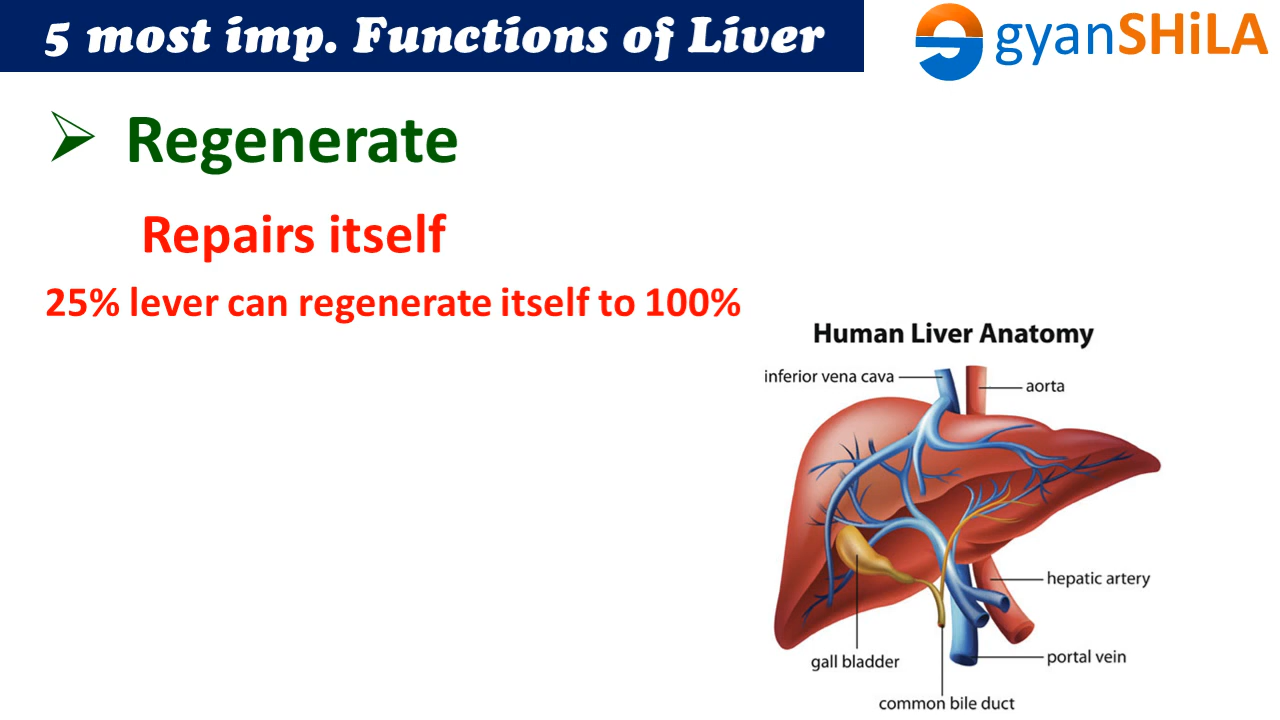 5 most imp. Functions of Liver
gyanSHiLA
Regenerate
Repairs itself
25% lever can regenerate itself to 100%
Human Liver Anatomy
inferior vena cava
aorta
hepatic artery
gall bladder
portal vein
common bile duct